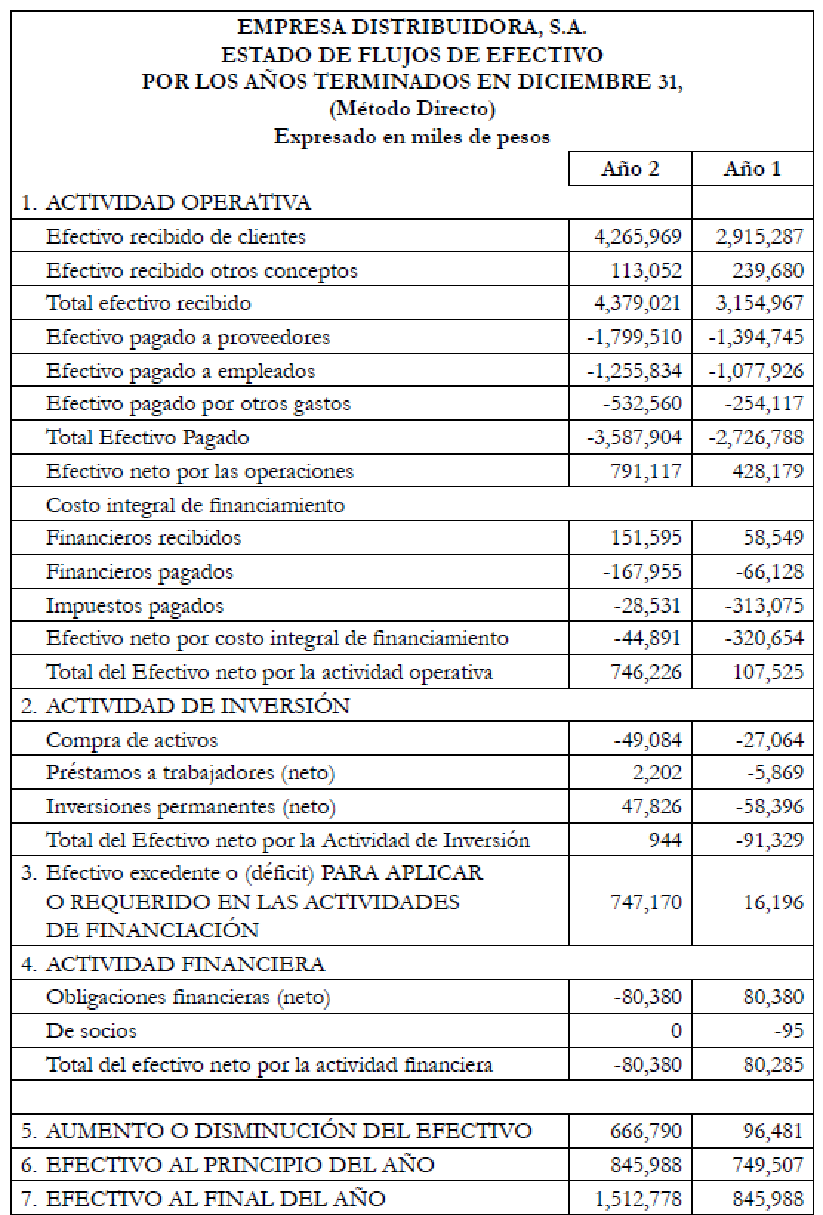 EMPRESA DISTRIBUIDORA, S.A.
ESTADO DE FLUJOS DE EFECTIVO
POR LOS AÑOS TERMINADOS EN DICIEMBRE 31,
(Método Directo)
Expresado en miles de pesos
Año 2 Año 1
1. ACTIVIDAD OPERATIVA
Efectivo recibido de clientes 4,265,969 2,915,287
Efectivo recibido otros conceptos 113,052 239,680
Total efectivo recibido 4,379,021 3,154,967
Efectivo pagado a proveedores -1,799,510 -1,394,745
Efectivo pagado a empleados -1,255,834 -1,077,926
Efectivo pagado por otros gastos -532,560 -254,117
Total Efectivo Pagado -3,587,904 -2,726,788
Efectivo neto por las operaciones 791,117 428,179
Costo integral de financiamiento
Financieros recibidos 151,595 58,549
Financieros pagados -167,955 -66,128
Impuestos pagados -28,531 -313,075
Efectivo neto por costo integral de financiamiento -44,891 -320,654
Total del Efectivo neto por la actividad operativa 746,226 107,525
2. ACTIVIDAD DE INVERSIÓN
Compra de activos -49,084 -27,064
Préstamos a trabajadores (neto) 2,202 -5,869
Inversiones permanentes (neto) 47,826 -58,396
Total del Efectivo neto por la Actividad de Inversión 944 -91,329
3. Efectivo excedente o (déficit) PARA APLICAR
O REQUERIDO EN LAS ACTIVIDADES 747,170 16,196
DE FINANCIACIÓN
4. ACTIVIDAD FINANCIERA
Obligaciones financieras (neto) -80,380 80,380
De socios 0 -95
Total del efectivo neto por la actividad financiera -80,380 80,285
5. AUMENTO O DISMINUCIÓN DEL EFECTIVO 666,790 96,481
6. EFECTIVO AL PRINCIPIO DEL AÑO 845,988 749,507
7. EFECTIVO AL FINAL DEL AÑO 1,512,778 845,988